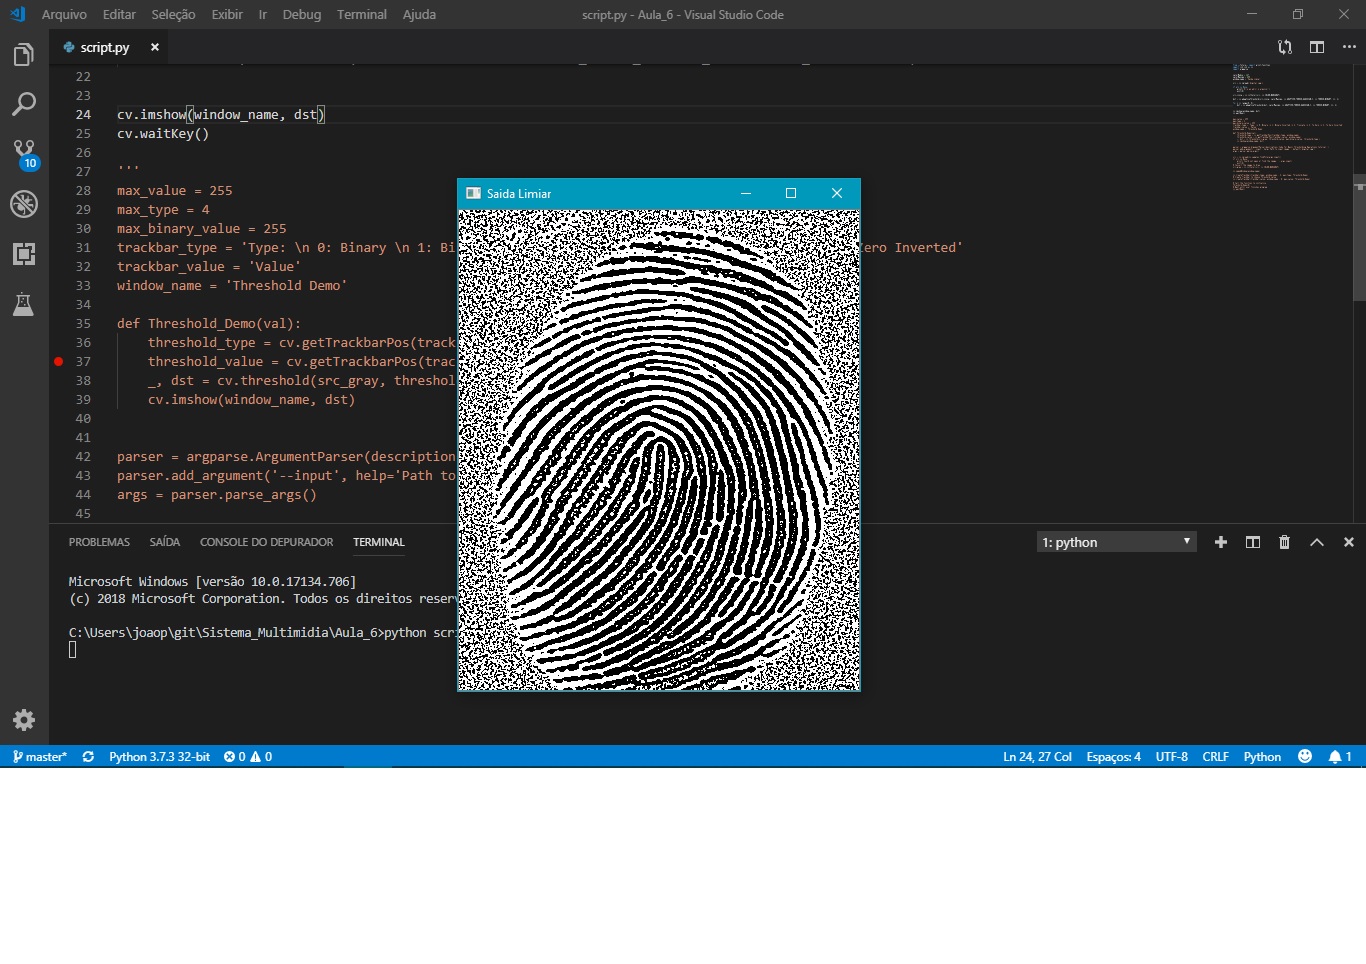 Arquivo Editar Seleção Exibir Ir Debug Terminal Ajuda
script.py - Aula_6 - Visual Studio Code
script.py
22
23
24 cv.imshow(window_name, dst)
25 cv.waitKey()
26
27 '''
28 max_value = 255
29 max_type = 4
30 max_binary_value = 255
31 trackbar_type = 'Type: \n 0: Binary \n 1: Bi ero Inverted'
32 trackbar_value = 'Value'
33 window_name = 'Threshold Demo'
34
35 def Threshold_Demo(val):
36 threshold_type = cv.getTrackbarPos(track
37 threshold_value = cv.getTrackbarPos(trac
38 _, dst = cv.threshold(src_gray, threshol
39 cv.imshow(window_name, dst)
40
41
42 parser = argparse.ArgumentParser(description
43 parser.add_argument('--input', help='Path to
44 args = parser.parse_args()
45
Saida Limiar
10
PROBLEMAS SAÍDA CONSOLE DO DEPURADOR TERMINAL
1: python
Microsoft Windows [versão 10.0.17134.706]
(c) 2018 Microsoft Corporation. Todos os direitos reserv
C:\Users\joaop\git\Sistema_Multimidia\Aula_6>python scri
master* Python 3.7.3 32-bit 0 0
Ln 24, 27 Col Espaços: 4 UTF-8 CRLF Python 1